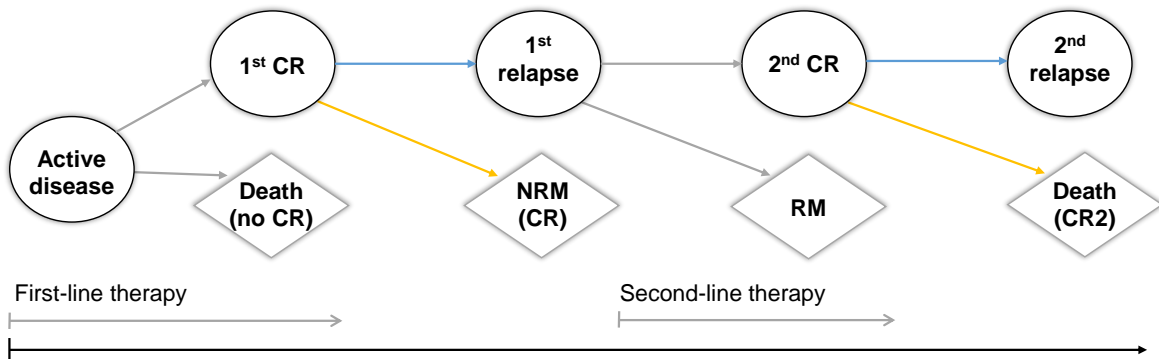 1st CR
1st
relapse
2nd CR
2nd
relapse
Active
disease
Death
(no CR)
NRM
(CR)
RM
Death
(CR2)
First-line therapy
Second-line therapy